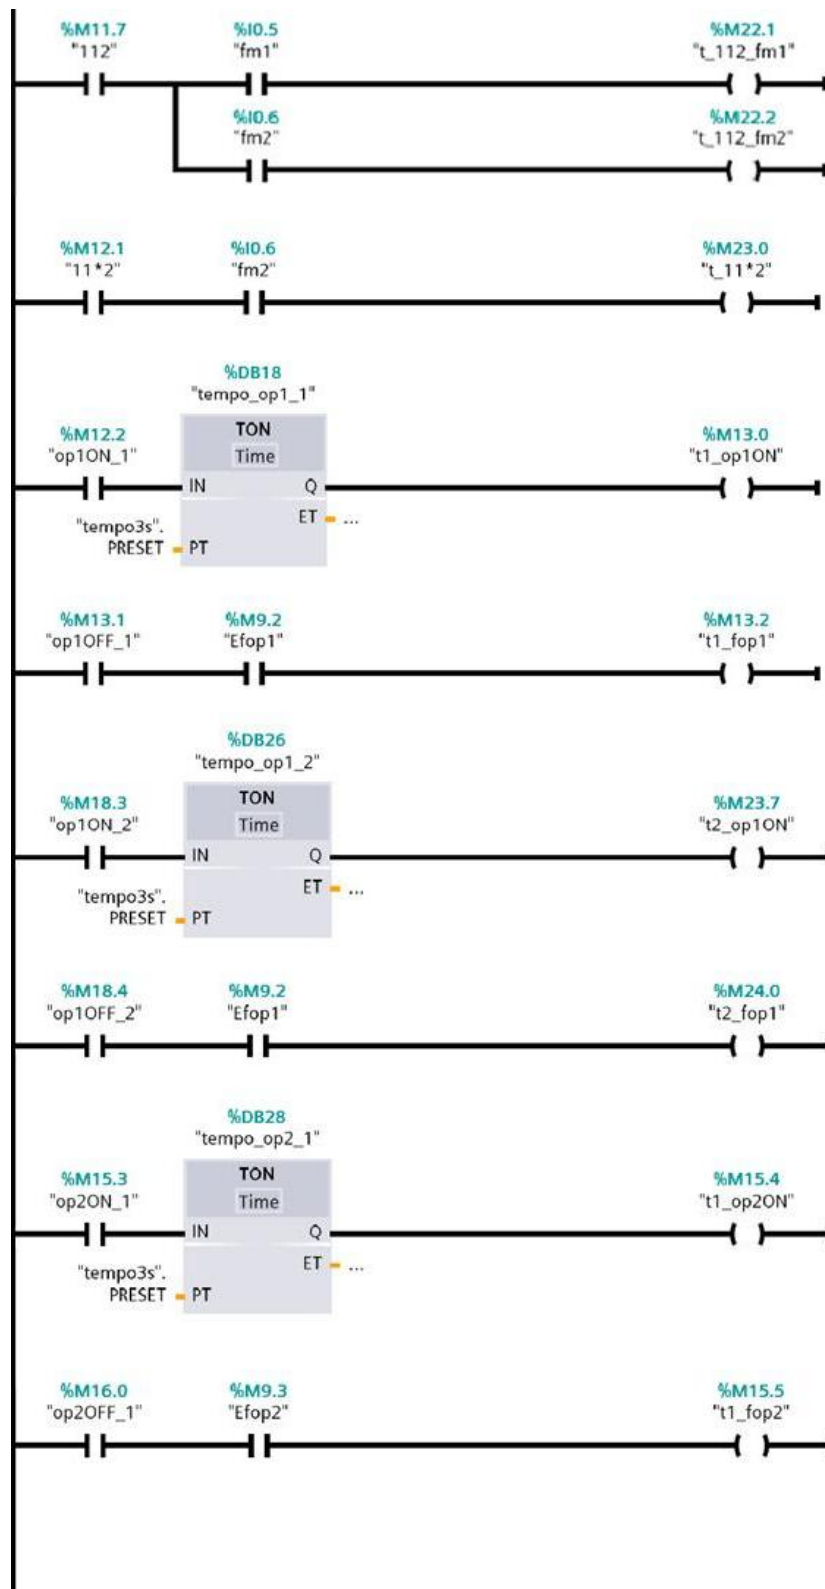 %M11.7 %I0.5 %M22.1
"112" "fm1" "t_112_fm1"
%I0.6 %M22.2
"fm2" "t_112_fm2"
%M12.1 %I0.6 %M23.0
"11*2" "fm2" "t_11*2"
%DB18
"tempo_op1_1"
TON
Time
%M12.2 %M13.0
"op1ON_1" "t1_op1ON"
IN Q
ET ...
"tempo3s".
PRESET PT
%M13.1 %M9.2 %M13.2
"op1OFF_1" "Efop1" "t1_fop1"
%DB26
"tempo_op1_2"
TON
Time
%M18.3 %M23.7
"op1ON_2" "t2_op1ON"
IN Q
ET ...
"tempo3s".
PRESET PT
%M18.4 %M9.2 %M24.0
"op1OFF_2" "Efop1" "t2_fop1"
%DB28
"tempo_op2_1"
TON
Time
%M15.3 %M15.4
"op2ON_1" "t1_op2ON"
IN Q
ET ...
"tempo3s".
PRESET PT
%M16.0 %M9.3 %M15.5
"op2OFF_1" "Efop2" "t1_fop2"